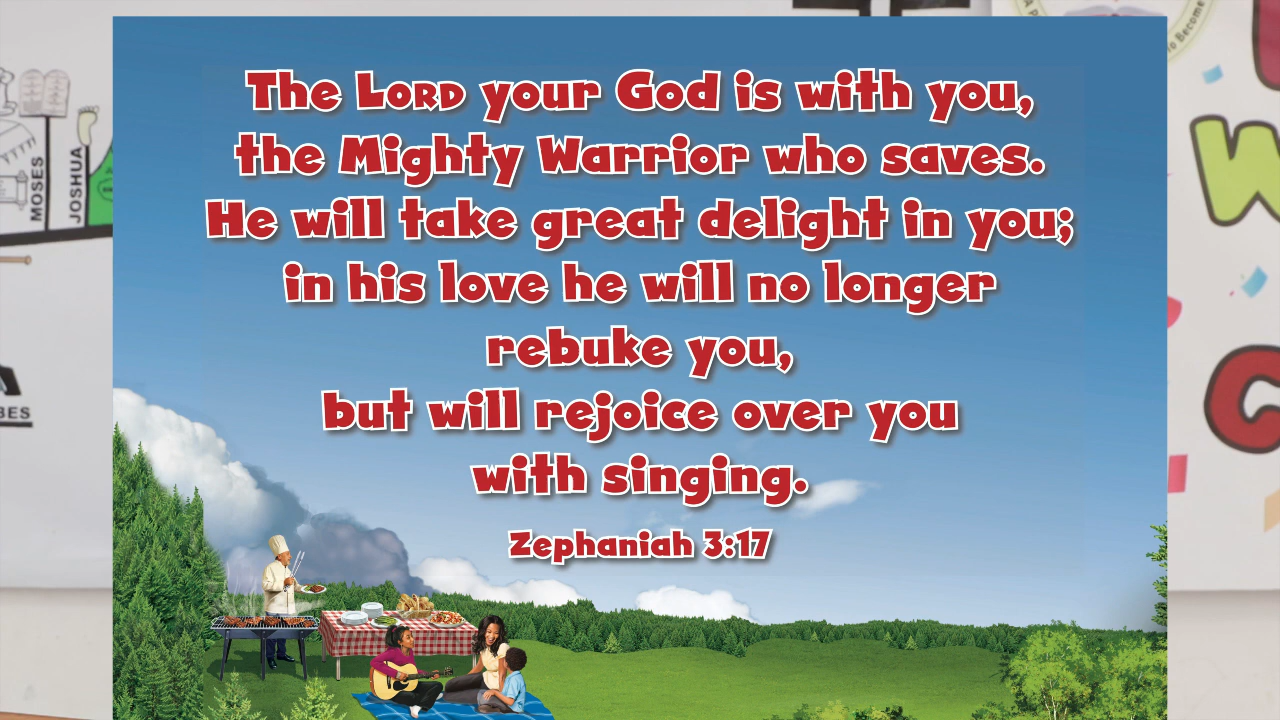 The LORD your God is with you,
the Mighty Warrior who saves.
He will take great delight in you;
in his love he will no longer
rebuke you,
but will rejoice over you
with singing.
Zephaniah 3:17
MOSES
JOSHUA
to Become
W
C